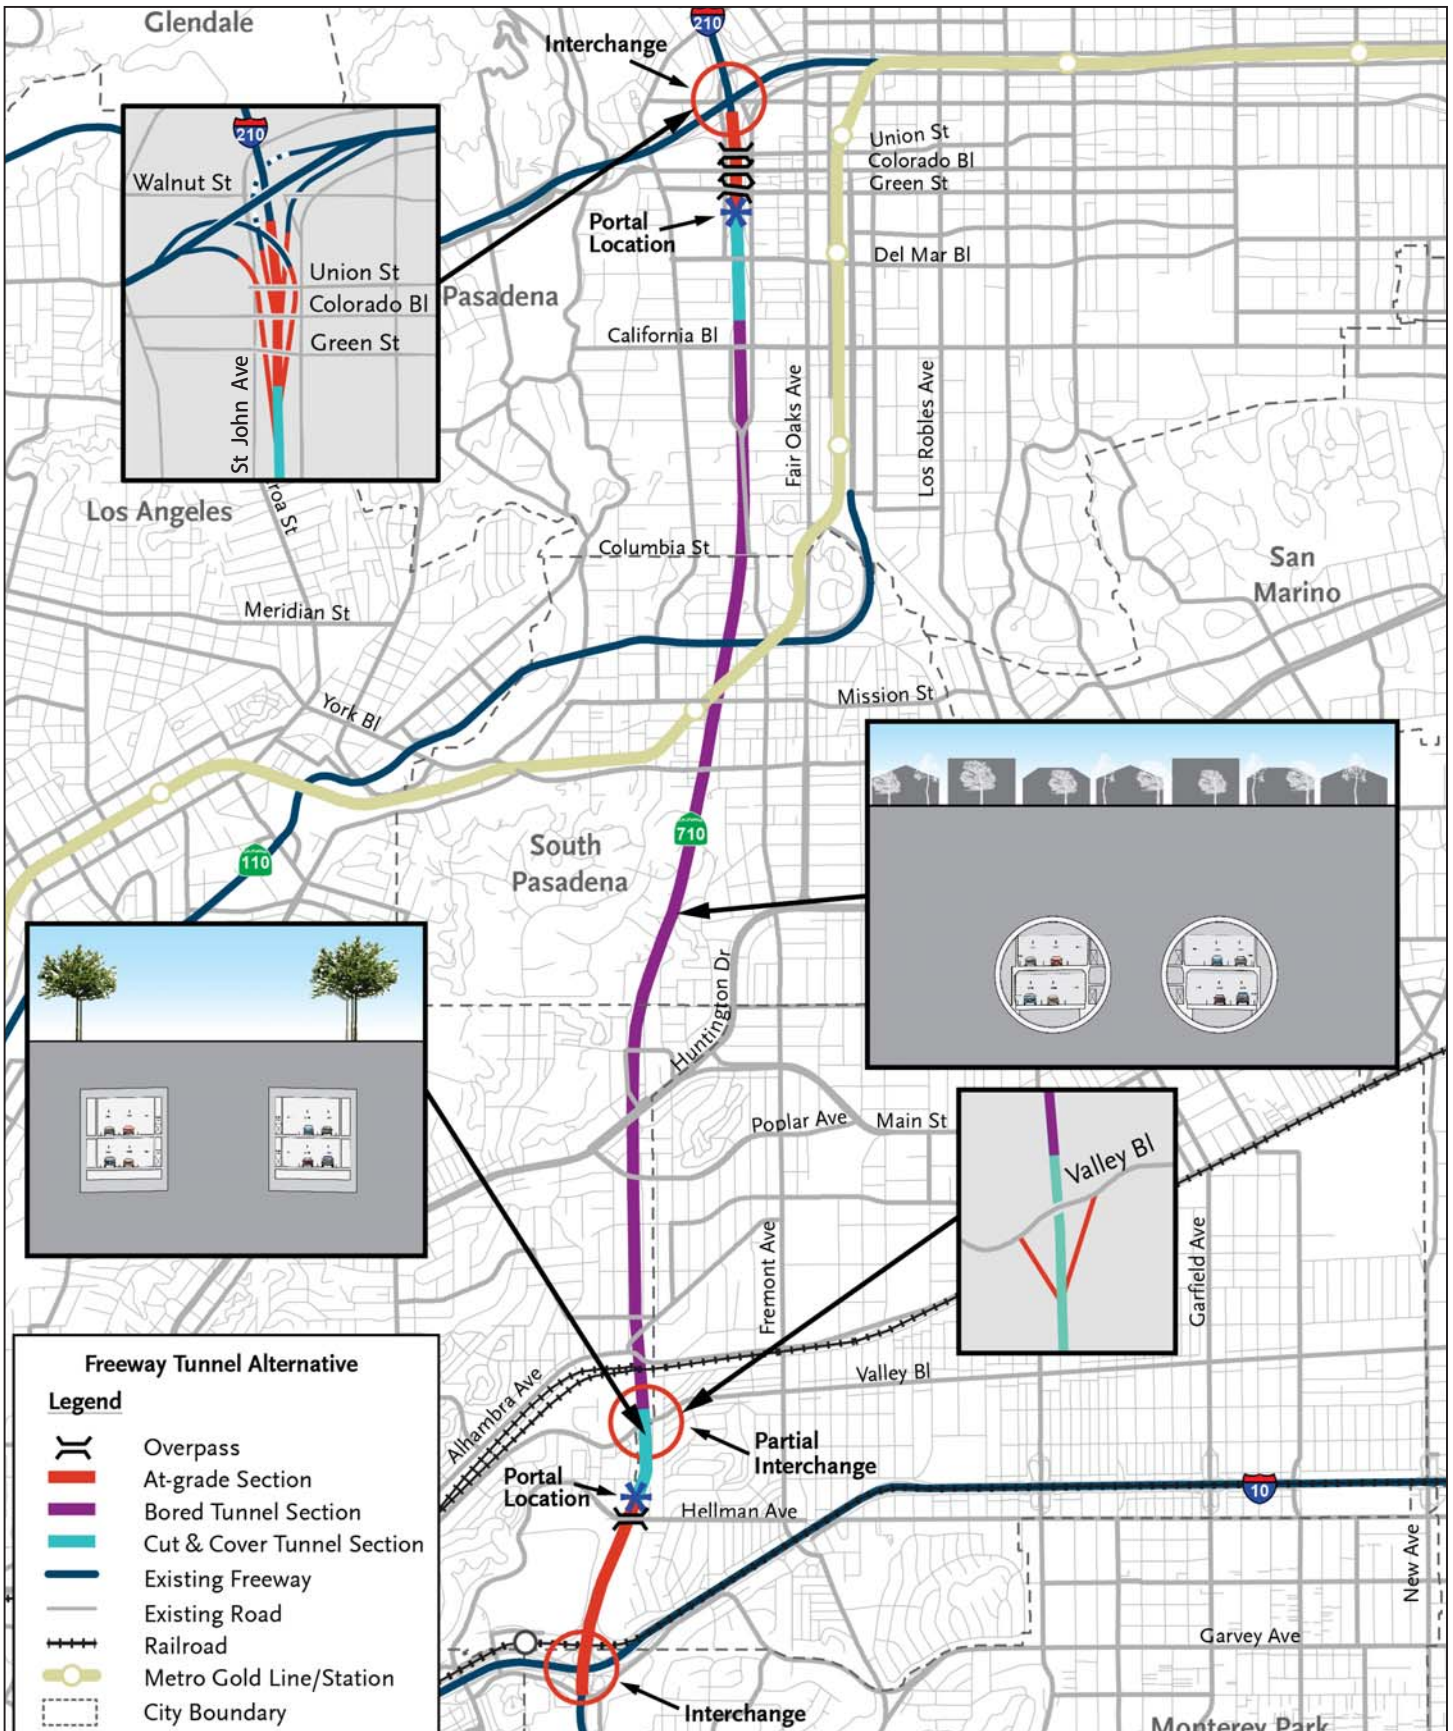 Glendale
210
Interchange
210
Walnut St
Union St
Colorado Bl
Green St
St John Ave
Union St
Colorado Bl
Green St
Portal
Location
Del Mar Bl
Pasadena
California Bl
Fair Oaks Ave
Los Robles Ave
Los Angeles
roa St
Columbia St
San
Marino
Meridian St
York Bl
Mission St
110
710
South
Pasadena
Huntington Dr
Poplar Ave
Main St
Valley Bl
Fremont Ave
Garfield Ave
Alhambra Ave
Valley Bl
Partial
Interchange
Portal
Location
Hellman Ave
10
New Ave
Garvey Ave
Interchange
Monterey Park
Freeway Tunnel Alternative
Legend
Overpass
At-grade Section
Bored Tunnel Section
Cut & Cover Tunnel Section
Existing Freeway
Existing Road
Railroad
Metro Gold Line/Station
City Boundary